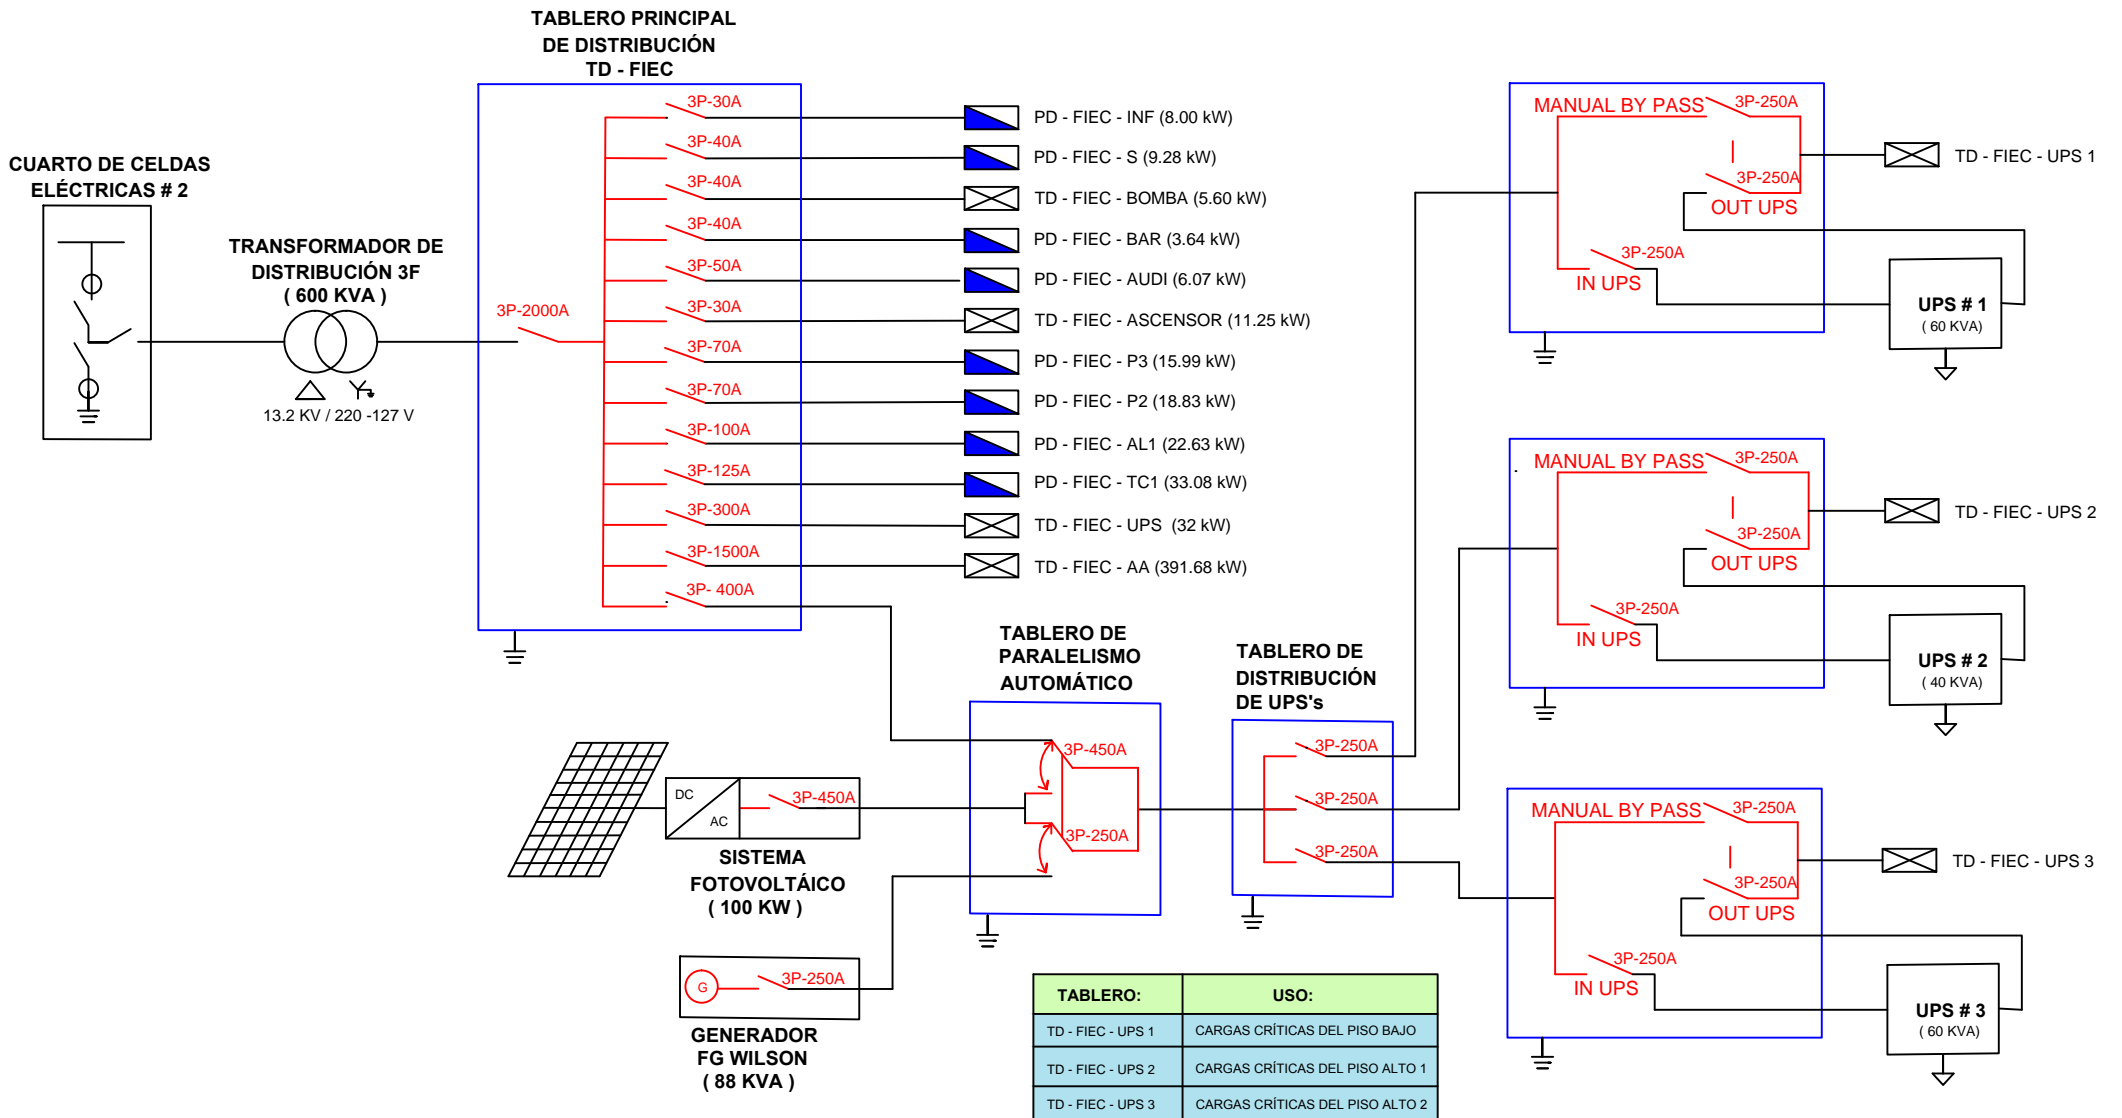 TABLERO PRINCIPAL
DE DISTRIBUCIÓN
TD - FIEC
CUARTO DE CELDAS
ELÉCTRICAS # 2
TRANSFORMADOR DE
DISTRIBUCIÓN 3F
( 600 KVA )
13.2 KV / 220 -127 V
3P-2000A
3P-30A
PD - FIEC - INF (8.00 kW)
3P-40A
PD - FIEC - S (9.28 kW)
3P-40A
TD - FIEC - BOMBA (5.60 kW)
3P-40A
PD - FIEC - BAR (3.64 kW)
3P-50A
PD - FIEC - AUDI (6.07 kW)
3P-30A
TD - FIEC - ASCENSOR (11.25 kW)
3P-70A
PD - FIEC - P3 (15.99 kW)
3P-70A
PD - FIEC - P2 (18.83 kW)
3P-100A
PD - FIEC - AL1 (22.63 kW)
3P-125A
PD - FIEC - TC1 (33.08 kW)
3P-300A
TD - FIEC - UPS (32 kW)
3P-1500A
TD - FIEC - AA (391.68 kW)
3P- 400A
TABLERO DE
PARALELISMO
AUTOMÁTICO
3P-450A
3P-250A
DC
AC
3P-450A
SISTEMA
FOTOVOLTÁICO
( 100 KW )
G
3P-250A
GENERADOR
FG WILSON
( 88 KVA )
TABLERO DE
DISTRIBUCIÓN
DE UPS's
3P-250A
3P-250A
3P-250A
MANUAL BY PASS
3P-250A
3P-250A
OUT UPS
3P-250A
IN UPS
TD - FIEC - UPS 1
UPS # 1
( 60 KVA)
MANUAL BY PASS
3P-250A
3P-250A
OUT UPS
3P-250A
IN UPS
TD - FIEC - UPS 2
UPS # 2
( 40 KVA)
MANUAL BY PASS
3P-250A
3P-250A
OUT UPS
3P-250A
IN UPS
TD - FIEC - UPS 3
UPS # 3
( 60 KVA)
TABLERO: USO:
TD - FIEC - UPS 1 CARGAS CRÍTICAS DEL PISO BAJO
TD - FIEC - UPS 2 CARGAS CRÍTICAS DEL PISO ALTO 1
TD - FIEC - UPS 3 CARGAS CRÍTICAS DEL PISO ALTO 2